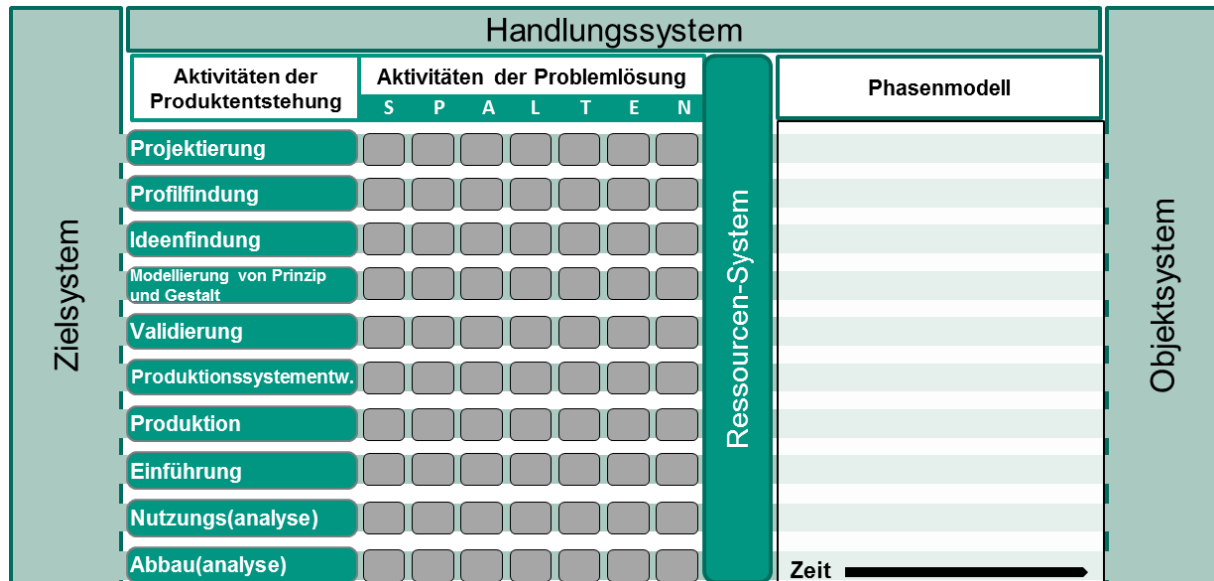 Handlungssystem
Zielsystem
Aktivitäten der
Produktentstehung
Aktivitäten der Problemlösung
S P A L T E N
Projektierung
Profilfindung
Ideenfindung
Modellierung von Prinzip
und Gestalt
Validierung
Produktionssystementw.
Produktion
Einführung
Nutzungs(analyse)
Abbau(analyse)
Ressourcen-System
Phasenmodell
Zeit
Objektsystem